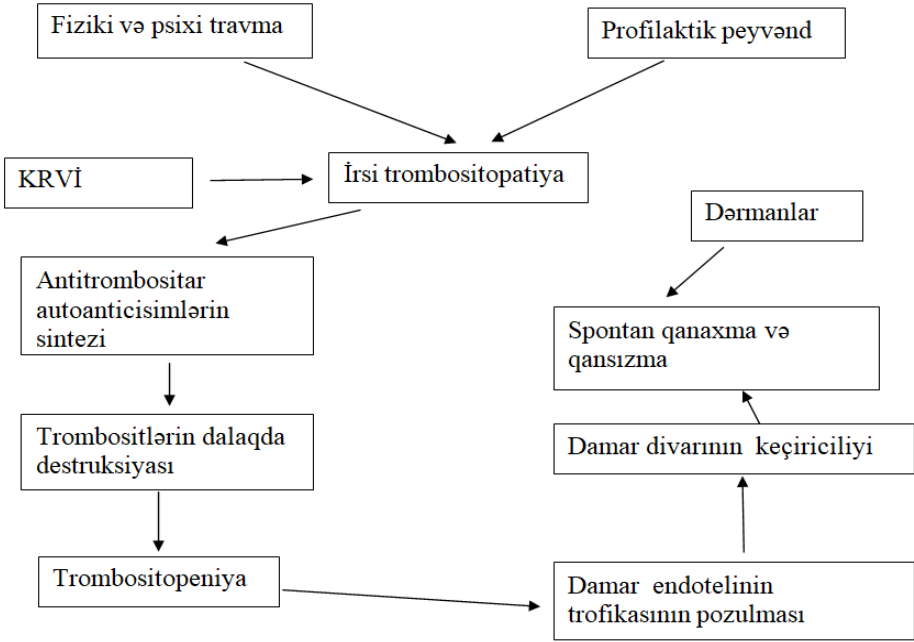 Fiziki və psixi travma
Profilaktik peyvənd
KRVİ
İrsi trombositopatiya
Dərmanlar
Antitrombositar
autoanticisimlərin
sintezi
Spontan qanaxma və
qansızma
Trombositlərin dalaqda
destruksiyası
Damar divarının keçiriciliyi
Trombositopeniya
Damar endotelinin
trofikasının pozulması